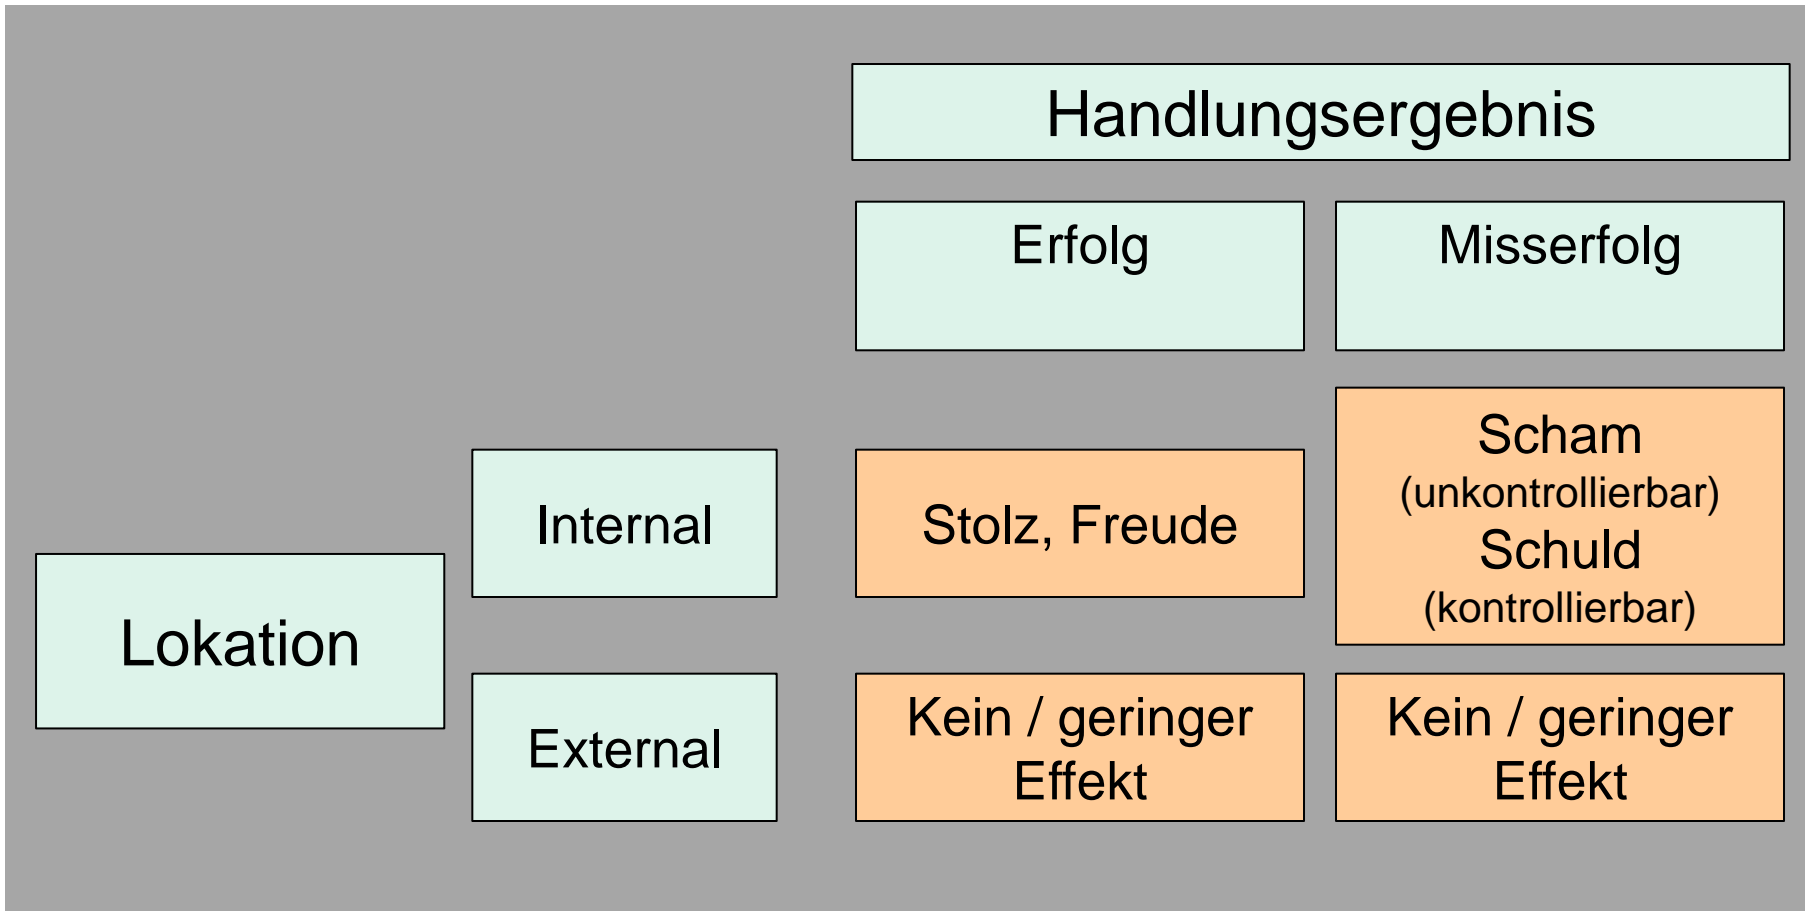 Handlungsergebnis
Erfolg
Misserfolg
Lokation
Internal
Stolz, Freude
Scham
(unkontrollierbar)
Schuld
(kontrollierbar)
External
Kein / geringer
Effekt
Kein / geringer
Effekt